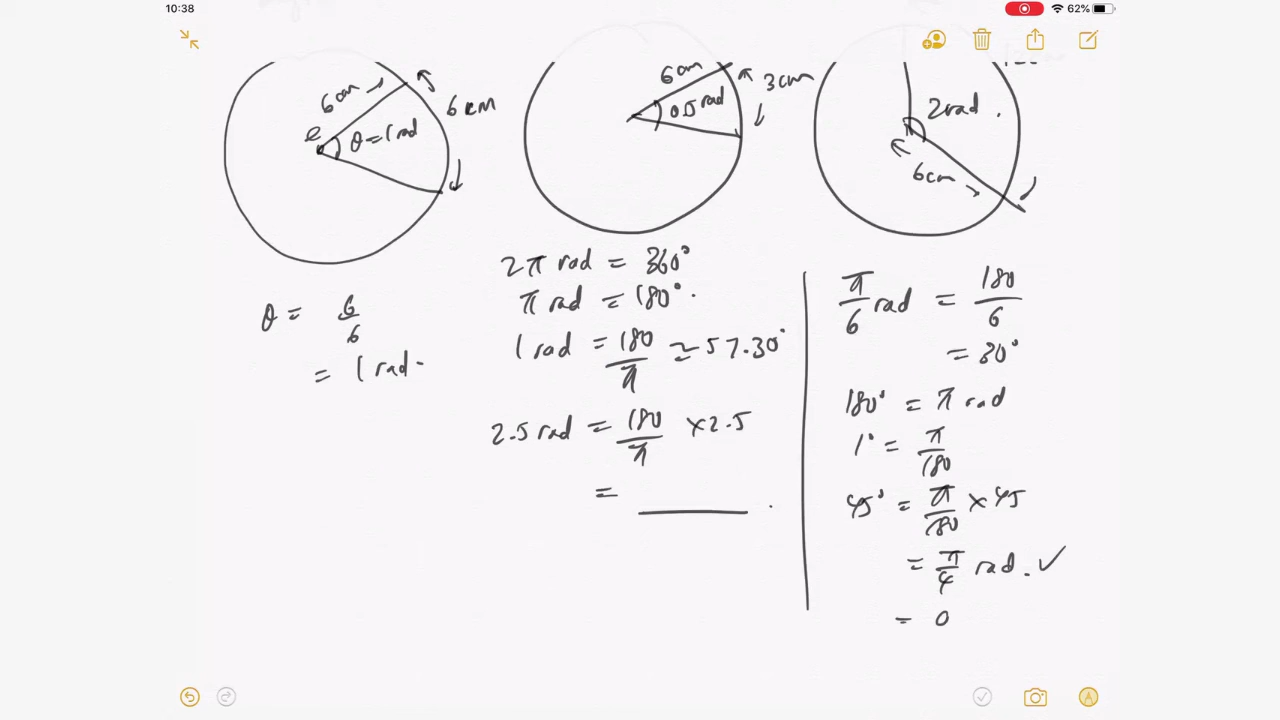 10:38
62%
6cm
6cm
θ=1rad
6cm
0.5rad
3cm
2rad.
6cm
θ = 6/6
= 1 rad.
2π rad = 360°
π rad = 180°.
1 rad = 180/π ≈ 57.30°
2.5 rad = 180/π × 2.5
= ______ .
π/6 rad = 180/6
= 30°
180° = π rad
1° = π/180
45° = π/180 × 45
= π/4 rad. ✓
= 0